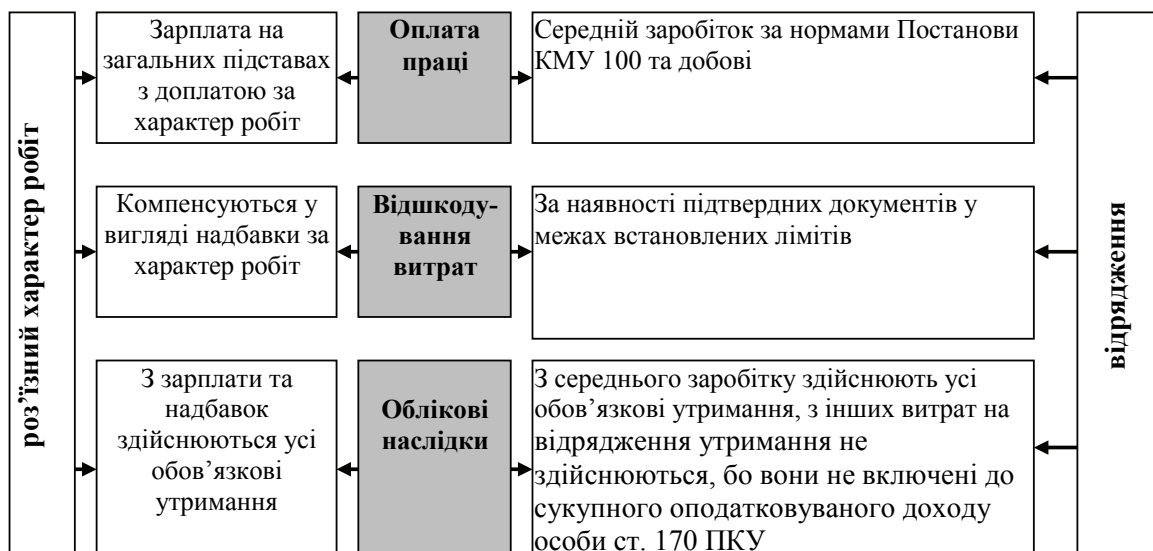 роз’їзний характер робіт
Зарплата на
загальних підставах
з доплатою за
характер робіт
Оплата
праці
Середній заробіток за нормами Постанови
КМУ 100 та добові
Компенсуються у
вигляді надбавки за
характер робіт
Відшкоду-
вання
витрат
За наявності підтвердних документів у
межах встановлених лімітів
З зарплати та
надбавок
здійснюються усі
обов’язкові
утримання
Облікові
наслідки
З середнього заробітку здійснюють усі
обов’язкові утримання, з інших витрат на
відрядження утримання не
здійснюються, бо вони не включені до
сукупного оподатковуваного доходу
особи ст. 170 ПКУ
відрядження